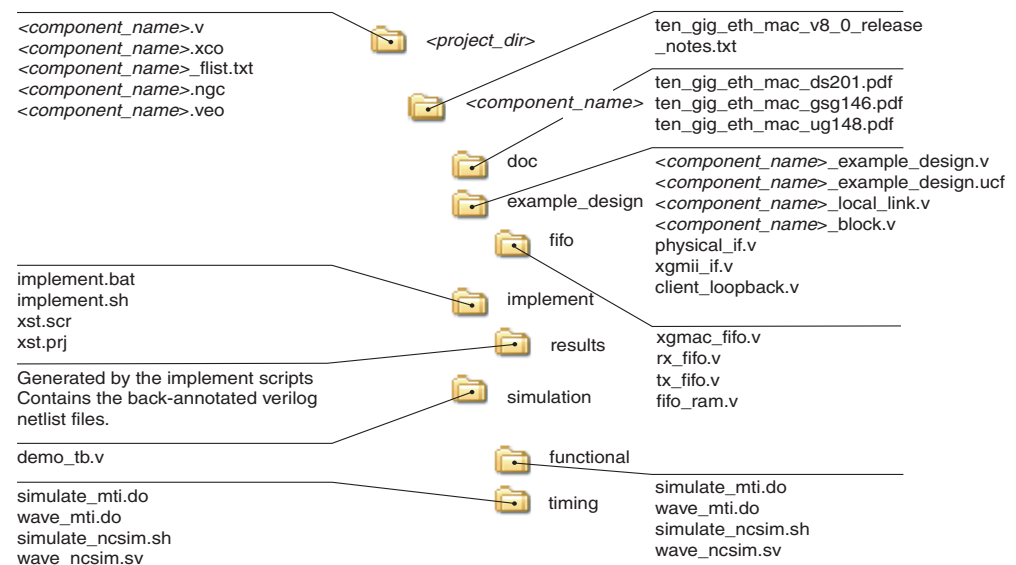 <component_name>.v
<component_name>.xco
<component_name>_flist.txt
<component_name>.ngc
<component_name>.veo
<project_dir>
ten_gig_eth_mac_v8_0_release
_notes.txt
<component_name>
ten_gig_eth_mac_ds201.pdf
ten_gig_eth_mac_gsg146.pdf
ten_gig_eth_mac_ug148.pdf
doc
example_design
<component_name>_example_design.v
<component_name>_example_design.ucf
<component_name>_local_link.v
<component_name>_block.v
physical_if.v
xgmii_if.v
client_loopback.v
fifo
implement.bat
implement.sh
xst.scr
xst.prj
implement
xgmac_fifo.v
rx_fifo.v
tx_fifo.v
fifo_ram.v
results
Generated by the implement scripts
Contains the back-annotated verilog
netlist files.
simulation
demo_tb.v
functional
simulate_mti.do
wave_mti.do
simulate_ncsim.sh
wave_ncsim.sv
timing
simulate_mti.do
wave_mti.do
simulate_ncsim.sh
wave_ncsim.sv